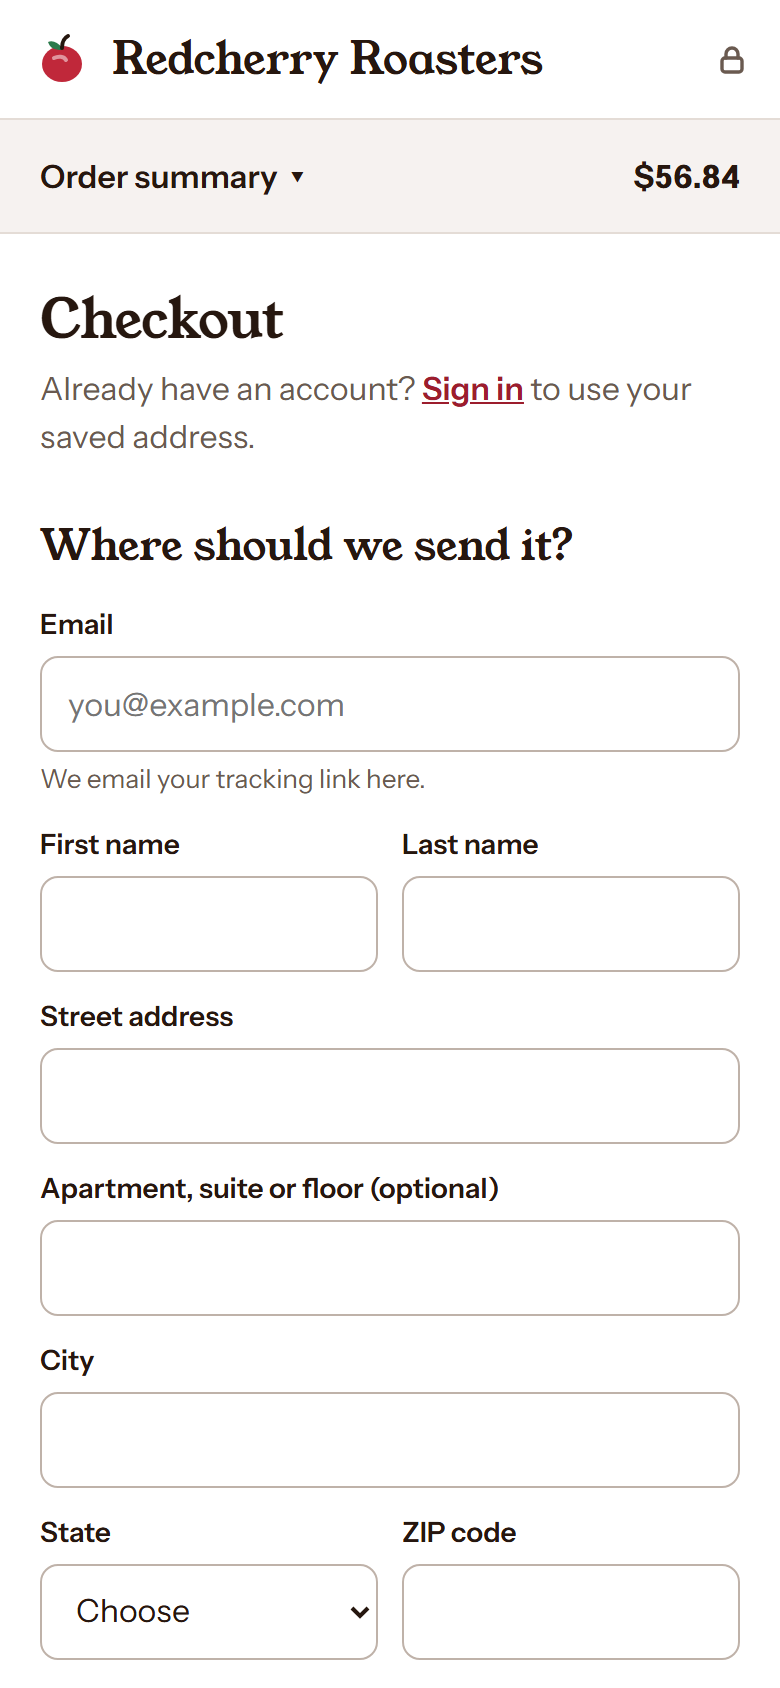 Redcherry Roasters
Order summary ▼ $56.84
Checkout
Already have an account? Sign in to use your
saved address.
Where should we send it?
Email
you@example.com
We email your tracking link here.
First name Last name
Street address
Apartment, suite or floor (optional)
City
State ZIP code
Choose